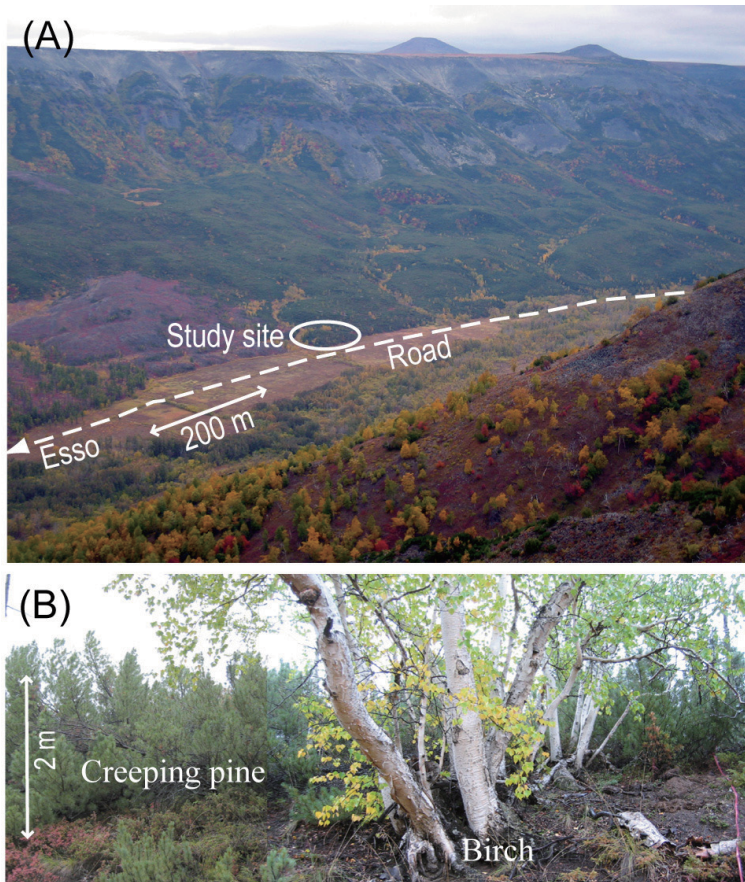 (A)
Study site
Road
200 m
Esso
(B)
2 m
Creeping pine
Birch